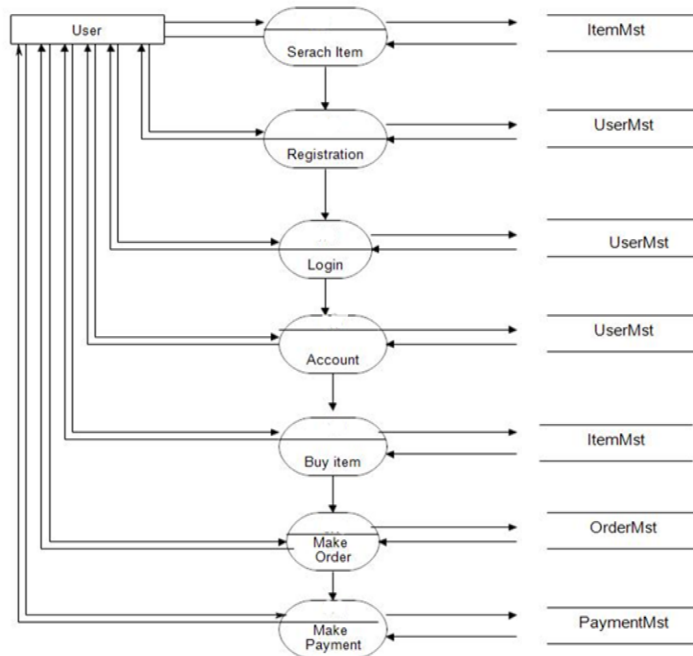 User
Serach Item
ItemMst
Registration
UserMst
Login
UserMst
Account
UserMst
Buy item
ItemMst
Make
Order
OrderMst
Make
Payment
PaymentMst